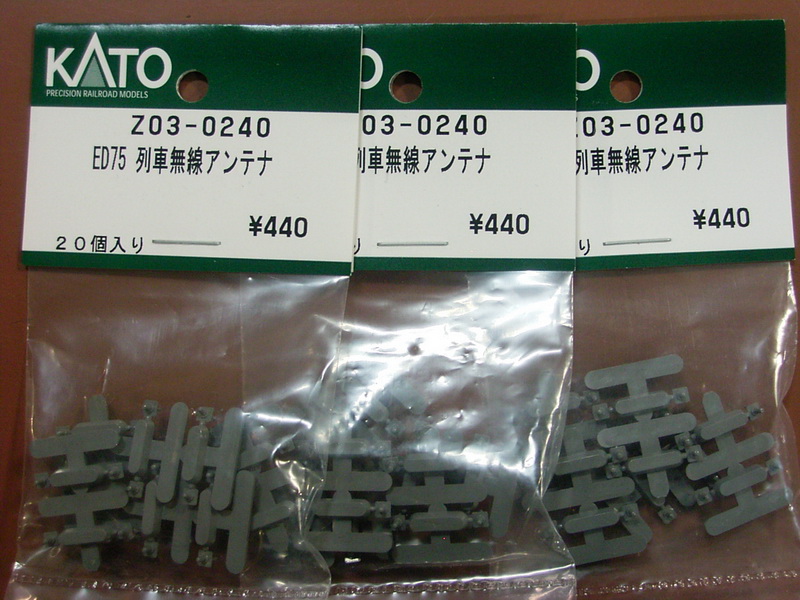 KATO
PRECISION RAILROAD MODELS
Z03-0240
ED75 列車無線アンテナ
¥440
20個入り
O
03-0240
列車無線アンテナ
¥440
り
O
Z03-0240
列車無線アンテナ
¥440
り